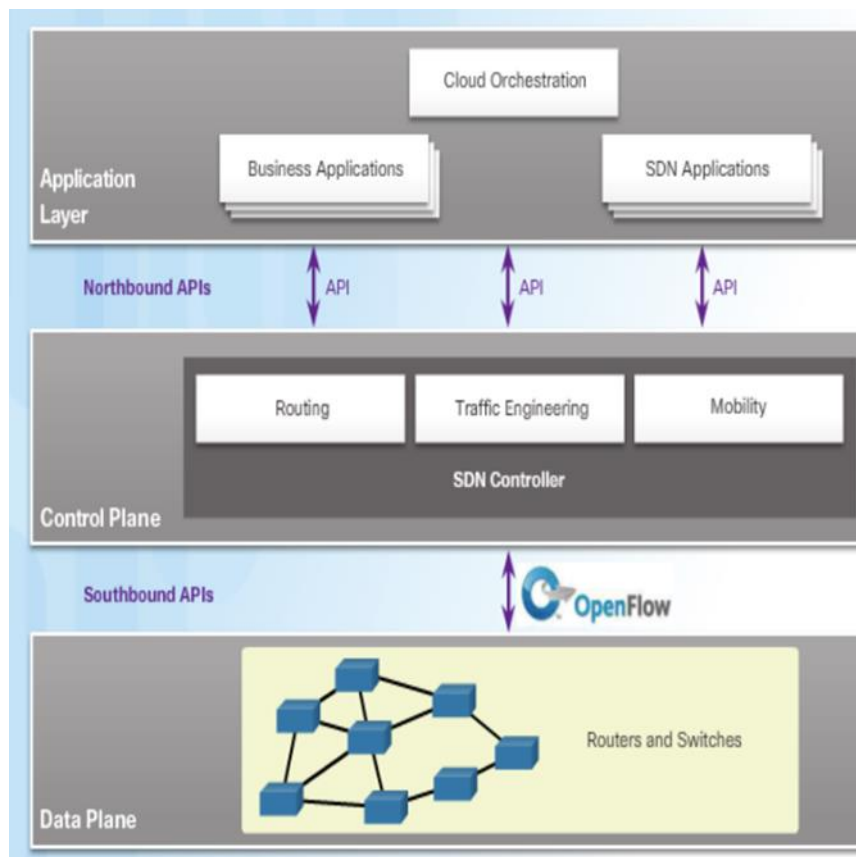 Cloud Orchestration
Business Applications
SDN Applications
Application
Layer
Northbound APIs
API
API
API
Routing
Traffic Engineering
Mobility
SDN Controller
Control Plane
Southbound APIs
OpenFlow
Routers and Switches
Data Plane